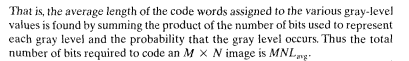 That is, the average length of the code words assigned to the various gray-level
values is found by summing the product of the number of bits used to represent
each gray level and the probability that the gray level occurs. Thus the total
number of bits required to code an M × N image is MNLavg.